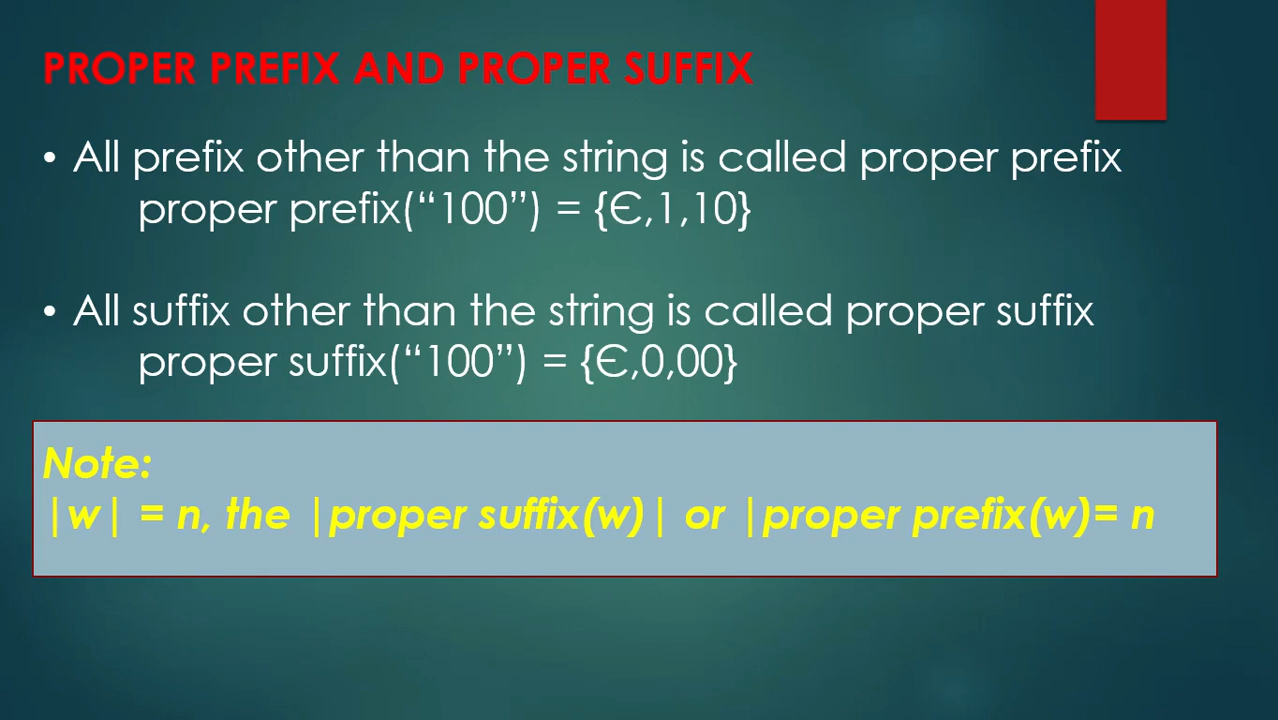 PROPER PREFIX AND PROPER SUFFIX
• All prefix other than the string is called proper prefix
proper prefix(“100”) = {Є,1,10}
• All suffix other than the string is called proper suffix
proper suffix(“100”) = {Є,0,00}
Note:
|w| = n, the |proper suffix(w)| or |proper prefix(w)= n